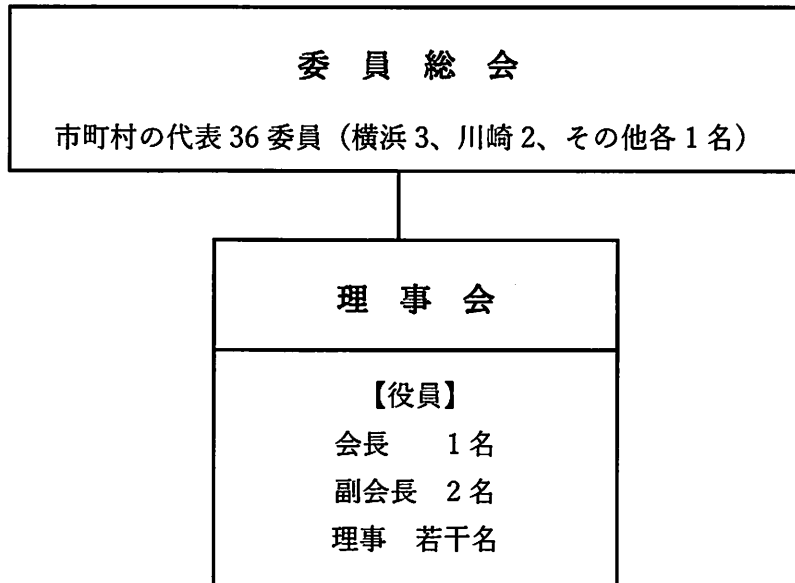 委 員 総 会
市町村の代表 36 委員（横浜 3、川崎 2、その他各 1 名）
理 事 会
【役員】
会長　　1 名
副会長　2 名
理事　若干名